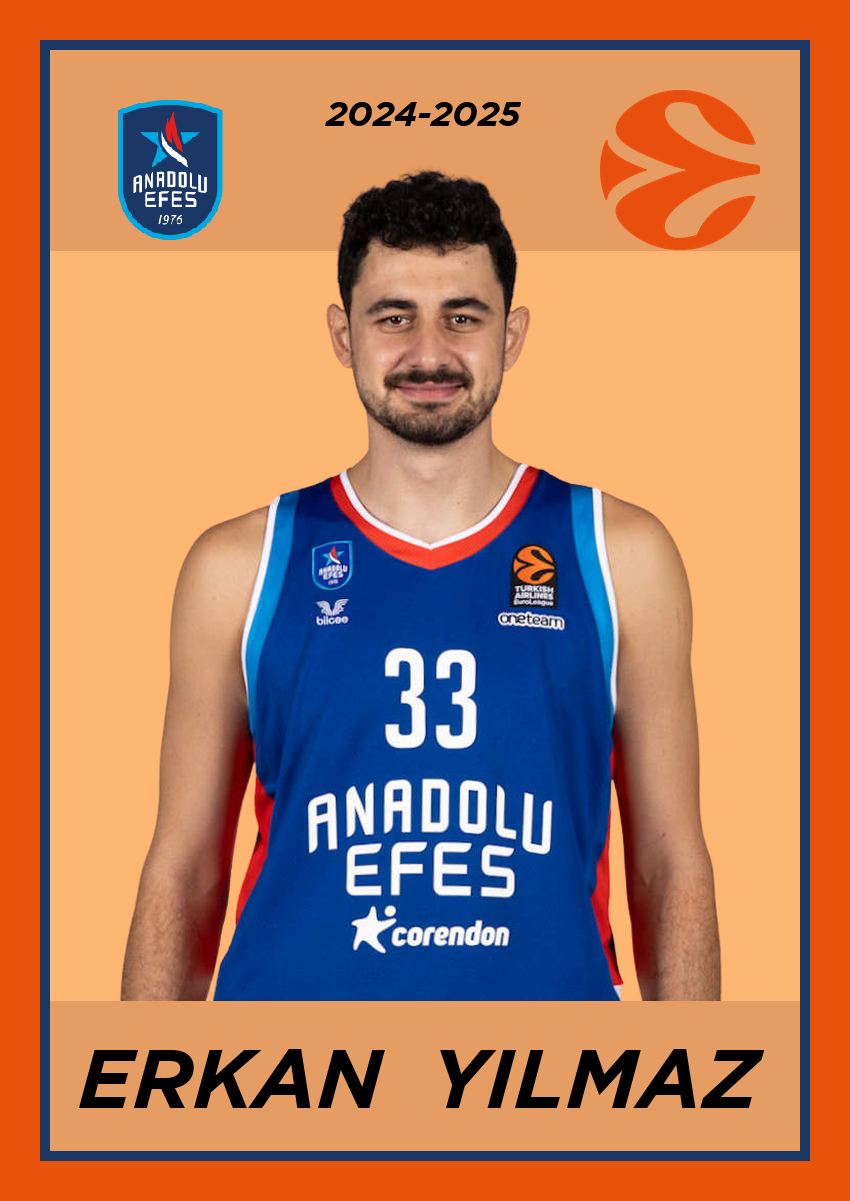 2024-2025
ANADOLU
EFES
1976
ANADOLU
EFES
bilcee
TURKISH
AIRLINES
EuroLeague
oneteam
33
ANADOLU
EFES
corendon
ERKAN YILMAZ